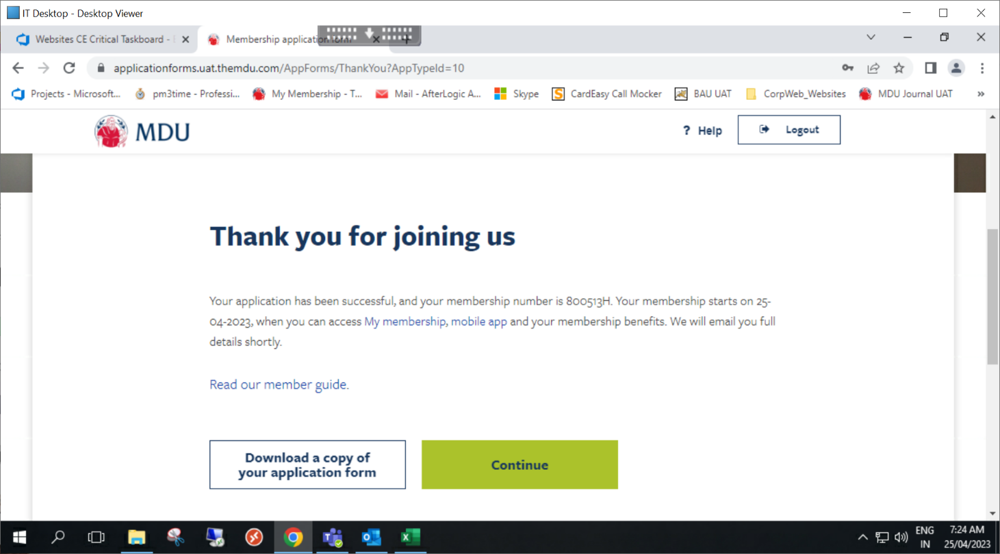 IT Desktop - Desktop Viewer
Websites CE Critical Taskboard -
Membership application form
applicationforms.uat.themdu.com/AppForms/ThankYou?AppTypeId=10
Projects - Microsoft...
pm3time - Professi...
My Membership - T...
Mail - AfterLogic A...
Skype
CardEasy Call Mocker
BAU UAT
CorpWeb_Websites
MDU Journal UAT
»
MDU
? Help
Logout
Thank you for joining us
Your application has been successful, and your membership number is 800513H. Your membership starts on 25-
04-2023, when you can access My membership, mobile app and your membership benefits. We will email you full
details shortly.
Read our member guide.
Download a copy of
your application form
Continue
ENG
IN
7:24 AM
25/04/2023